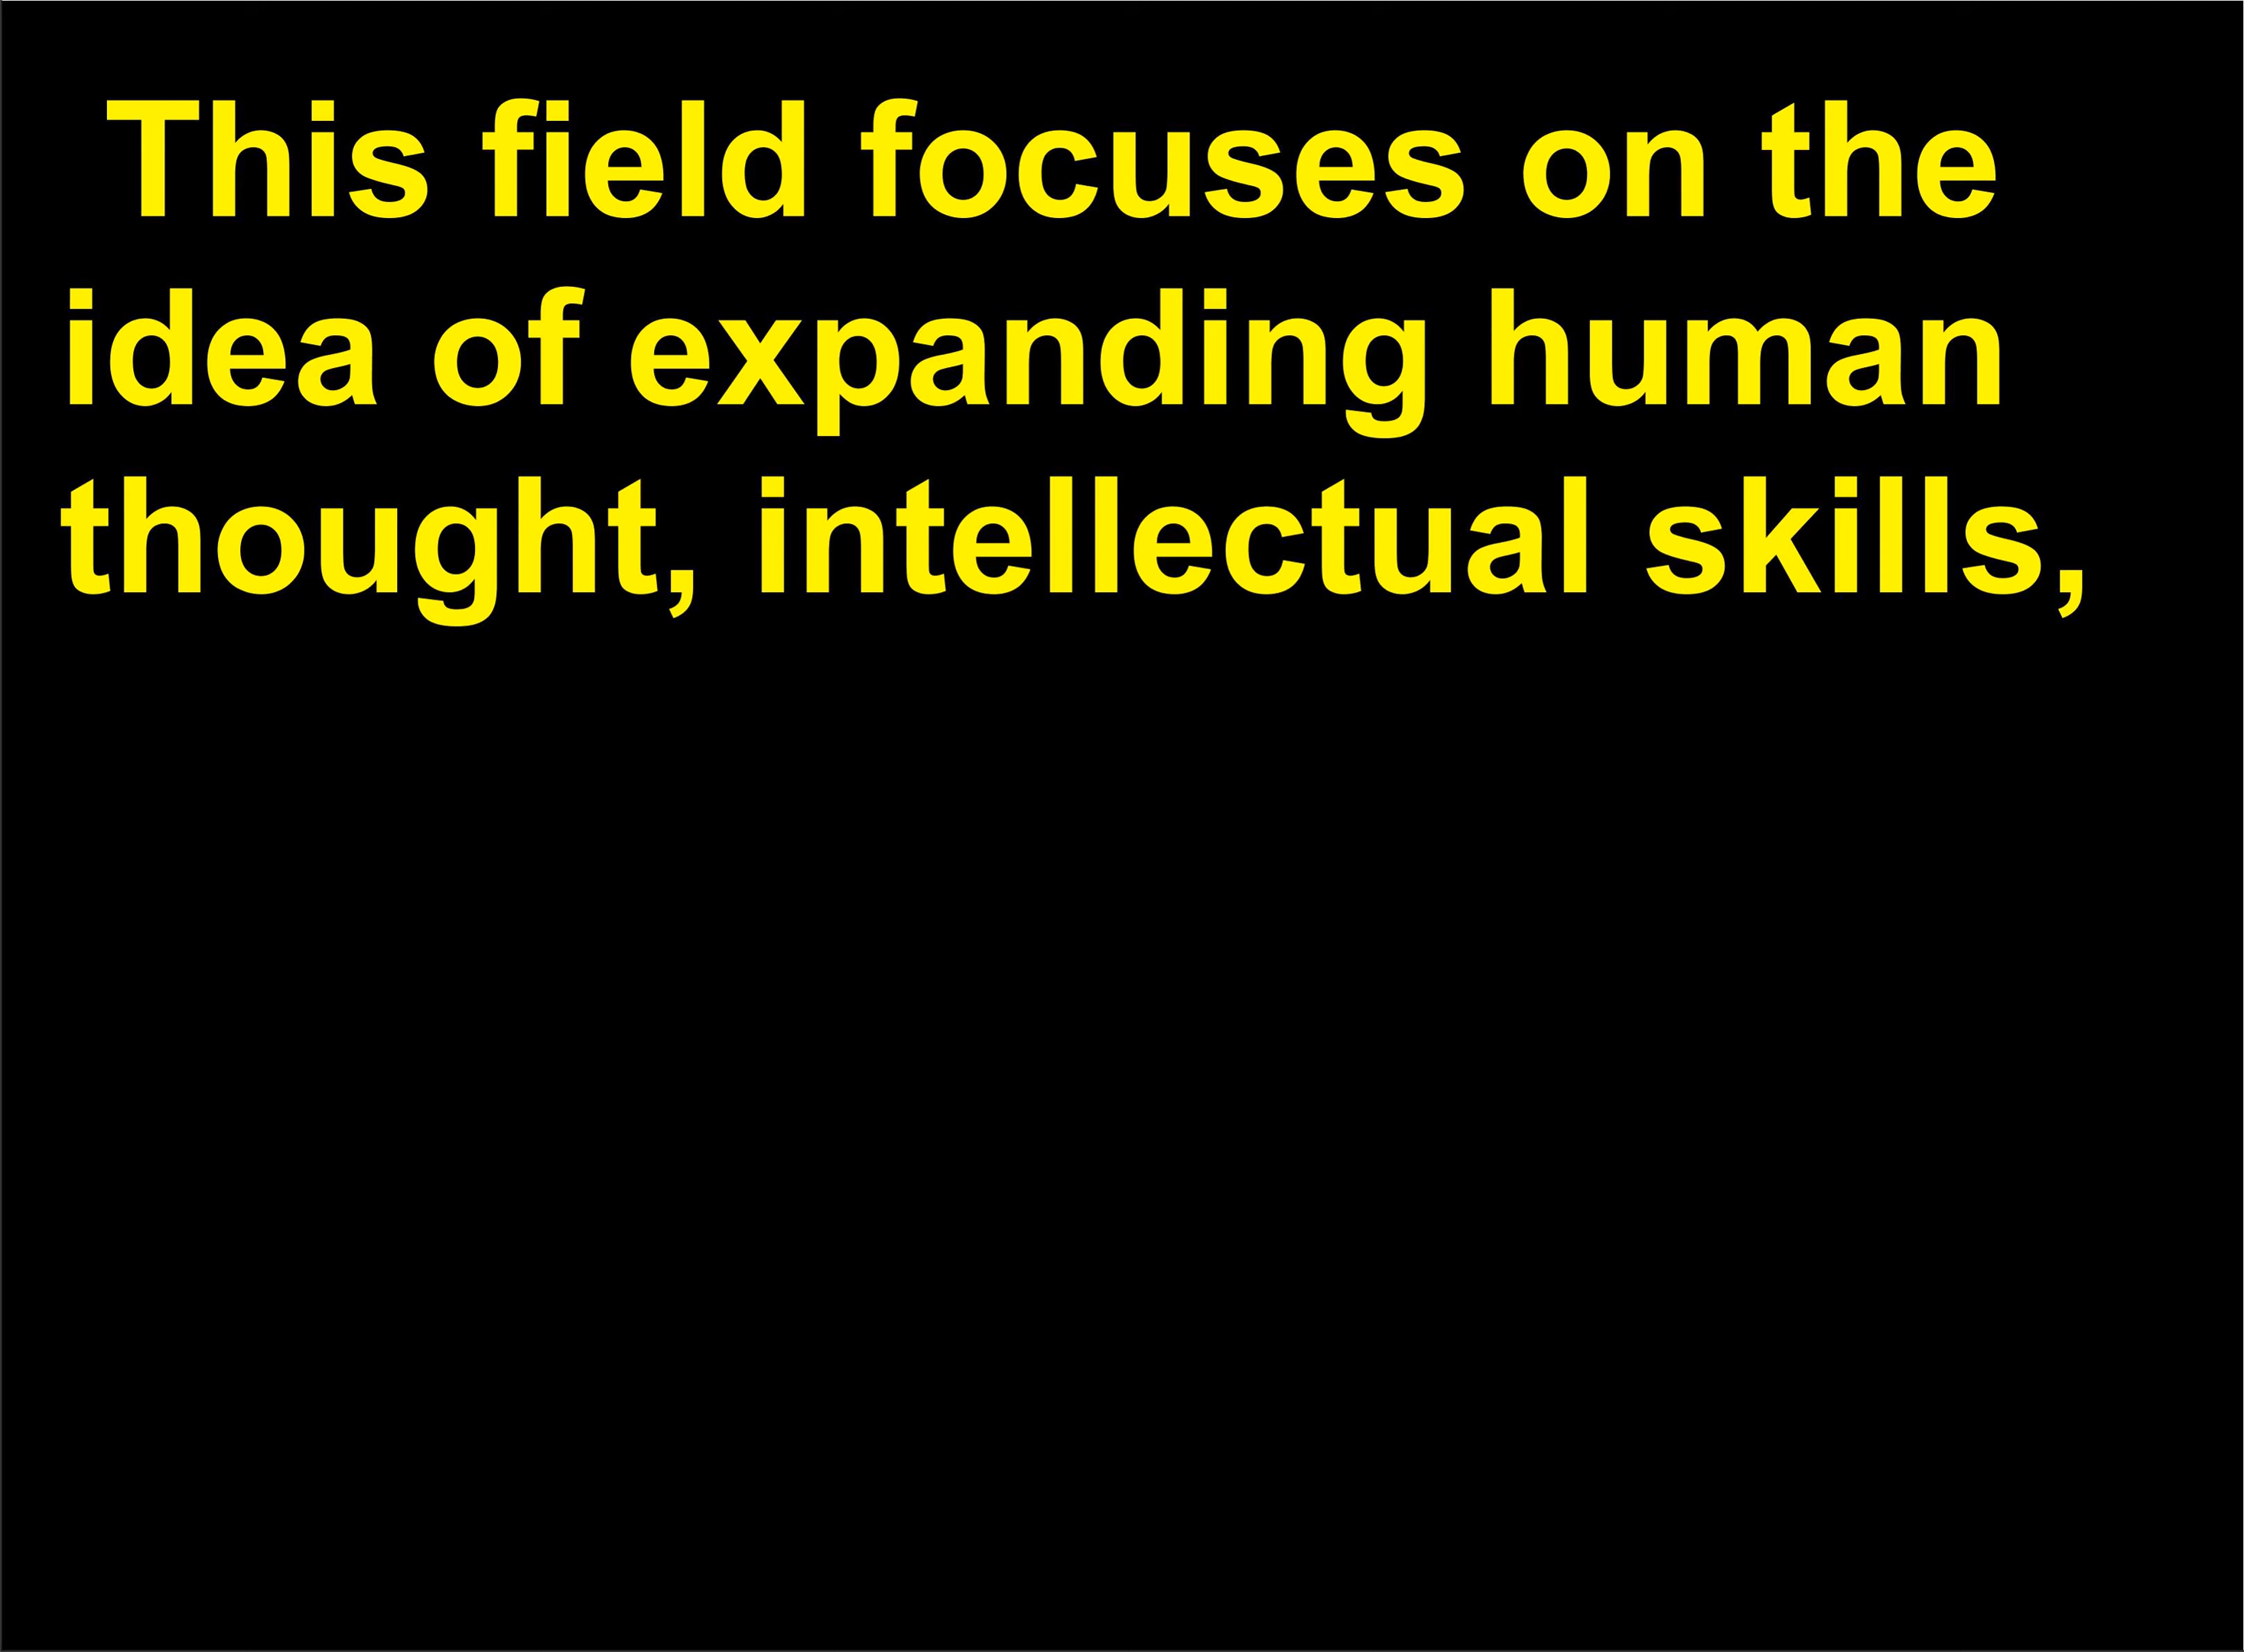 This field focuses on the
idea of expanding human
thought, intellectual skills,